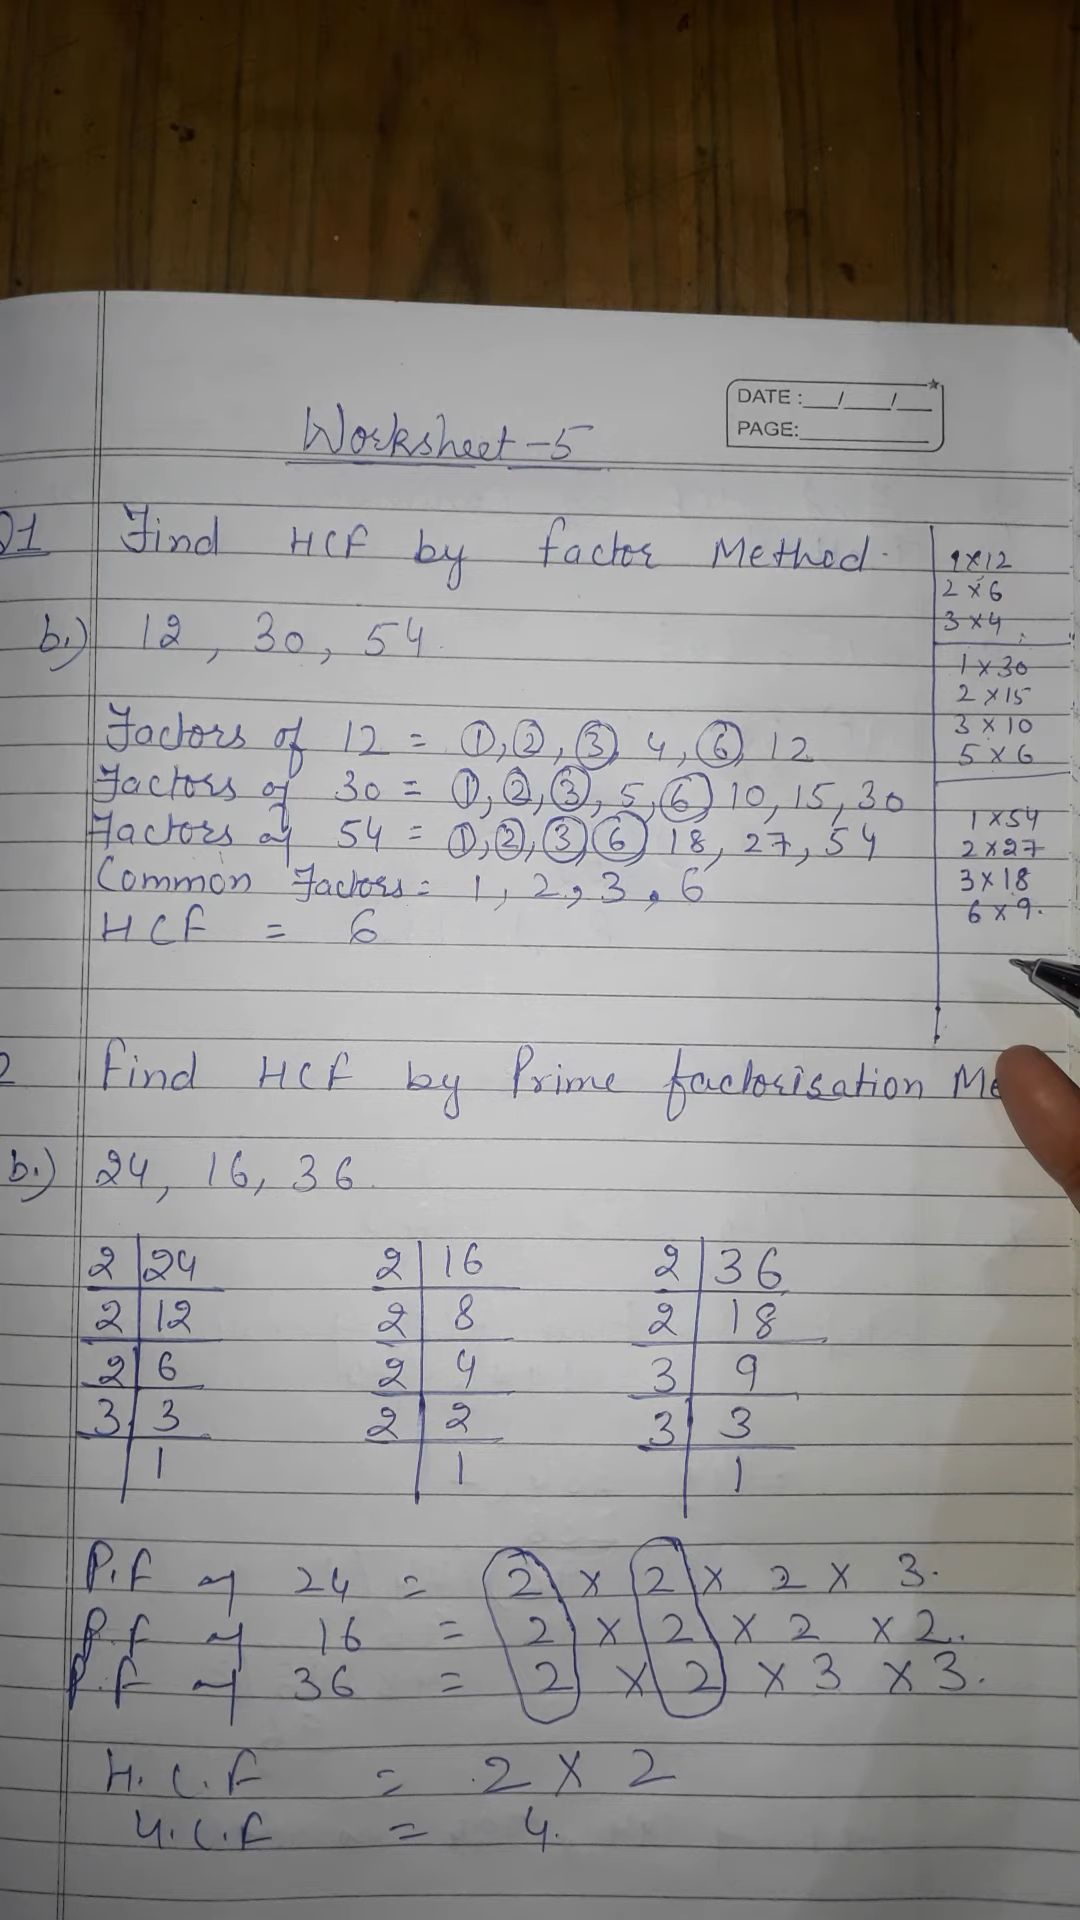 DATE: __/__/__
PAGE: ________
Worksheet-5
Q1 Find HCF by factor Method.
b.) 12, 30, 54.
Factors of 12 = 1, 2, 3, 4, 6, 12
Factors of 30 = 1, 2, 3, 5, 6, 10, 15, 30
Factors of 54 = 1, 2, 3, 6, 18, 27, 54
Common Factors = 1, 2, 3, 6
HCF = 6
1×12
2×6
3×4
1×30
2×15
3×10
5×6
1×54
2×27
3×18
6×9.
2 Find HCF by Prime factorisation Me
b.) 24, 16, 36.
2 24 2 16 2 36
2 12 2 8 2 18
2 6 2 4 3 9
3 3 2 2 3 3
1 1 1
P.F of 24 = 2 × 2 × 2 × 3.
P.F of 16 = 2 × 2 × 2 × 2.
P.F of 36 = 2 × 2 × 3 × 3.
H.C.F = 2 × 2
H.C.F = 4.